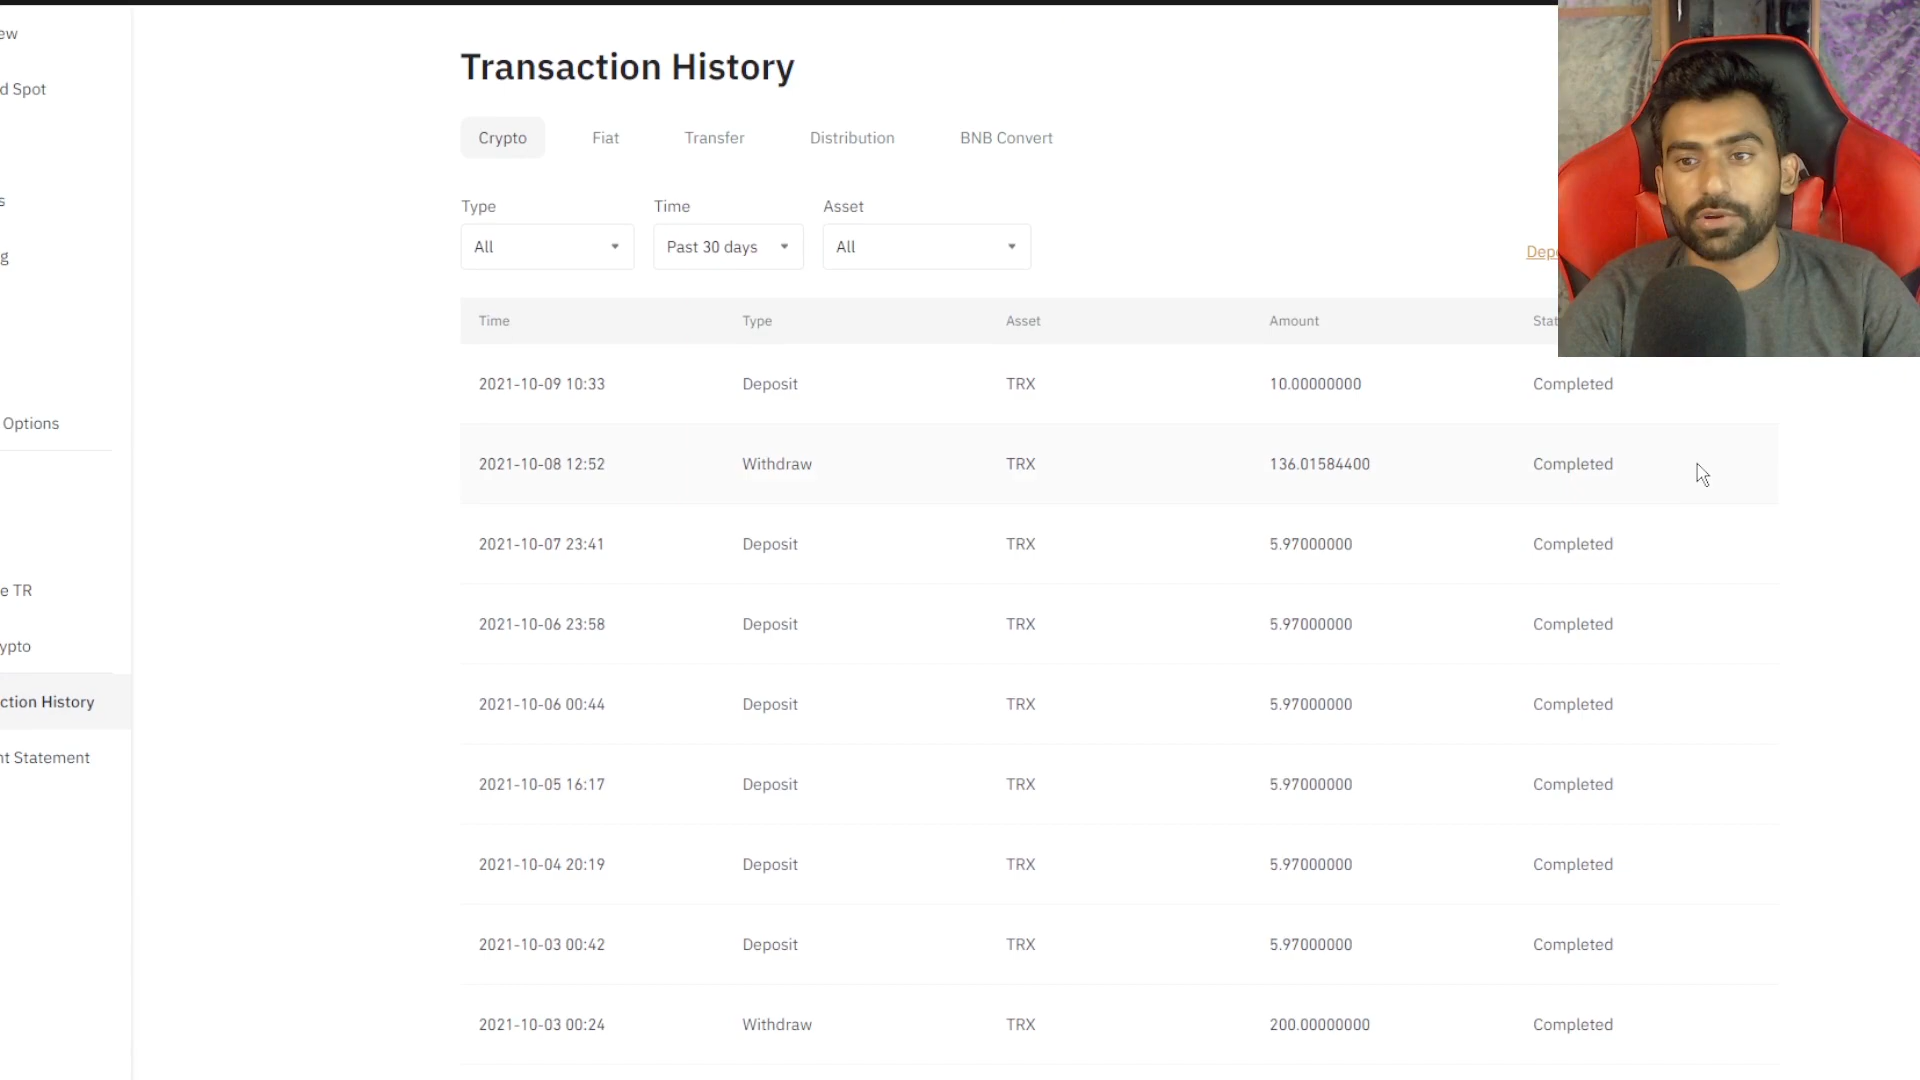 ew
d Spot
s
g
Options
e TR
ypto
ction History
nt Statement
Transaction History
Crypto Fiat Transfer Distribution BNB Convert
Type Time Asset
All Past 30 days All
Dep
Time Type Asset Amount Stat
2021-10-09 10:33 Deposit TRX 10.00000000 Completed
2021-10-08 12:52 Withdraw TRX 136.01584400 Completed
2021-10-07 23:41 Deposit TRX 5.97000000 Completed
2021-10-06 23:58 Deposit TRX 5.97000000 Completed
2021-10-06 00:44 Deposit TRX 5.97000000 Completed
2021-10-05 16:17 Deposit TRX 5.97000000 Completed
2021-10-04 20:19 Deposit TRX 5.97000000 Completed
2021-10-03 00:42 Deposit TRX 5.97000000 Completed
2021-10-03 00:24 Withdraw TRX 200.00000000 Completed